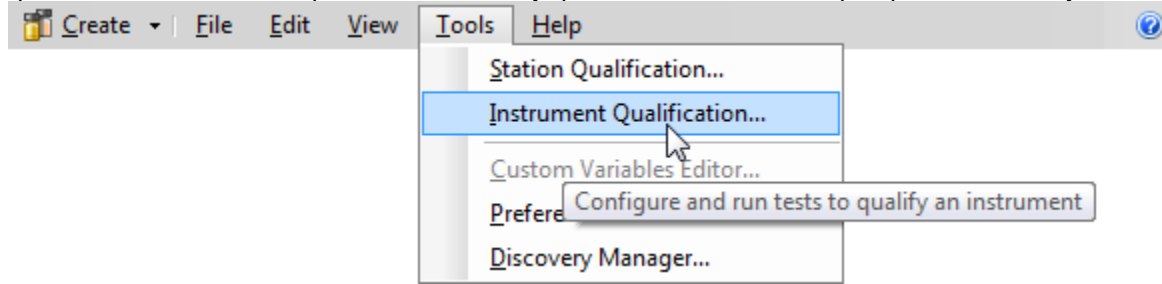 Create File Edit View Tools Help
Station Qualification...
Instrument Qualification...
Custom Variables Editor...
Configure and run tests to qualify an instrument
Discovery Manager...